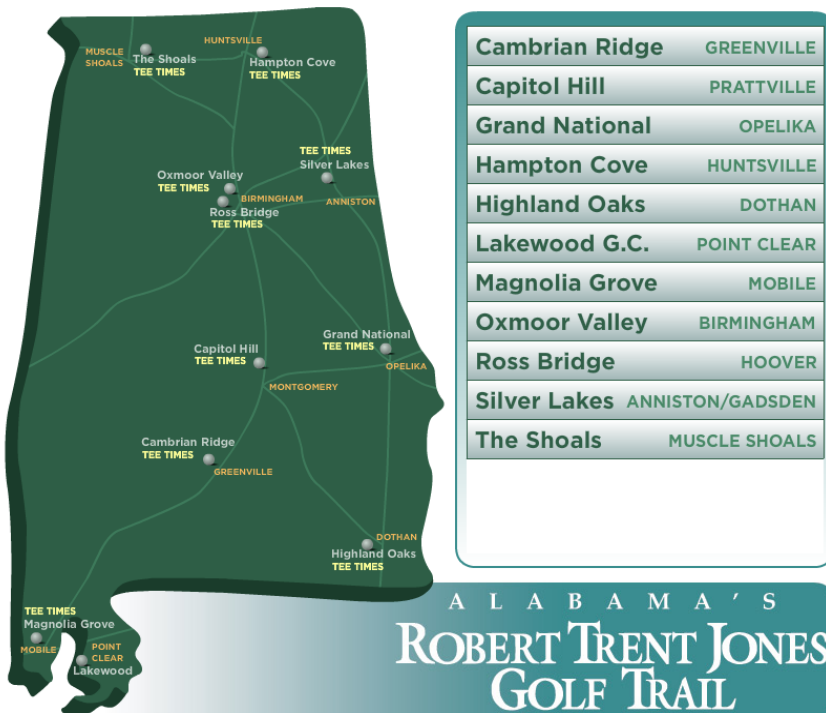 HUNTSVILLE
MUSCLE
SHOALS
The Shoals
TEE TIMES
Hampton Cove
TEE TIMES
TEE TIMES
Silver Lakes
Oxmoor Valley
TEE TIMES
BIRMINGHAM
ANNISTON
Ross Bridge
TEE TIMES
Grand National
TEE TIMES
OPELIKA
Capitol Hill
TEE TIMES
MONTGOMERY
Cambrian Ridge
TEE TIMES
GREENVILLE
DOTHAN
Highland Oaks
TEE TIMES
TEE TIMES
Magnolia Grove
MOBILE
POINT
CLEAR
Lakewood
Cambrian Ridge GREENVILLE
Capitol Hill PRATTVILLE
Grand National OPELIKA
Hampton Cove HUNTSVILLE
Highland Oaks DOTHAN
Lakewood G.C. POINT CLEAR
Magnolia Grove MOBILE
Oxmoor Valley BIRMINGHAM
Ross Bridge HOOVER
Silver Lakes ANNISTON/GADSDEN
The Shoals MUSCLE SHOALS
ALABAMA'S
ROBERT TRENT JONES
GOLF TRAIL